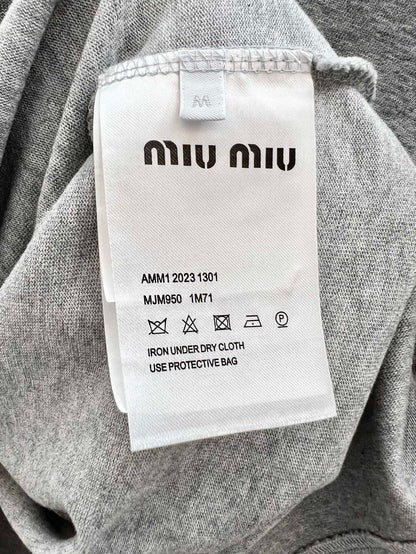 M
MIU MIU
AMM1 2023 1301
MJM950 1M71
P
IRON UNDER DRY CLOTH
USE PROTECTIVE BAG